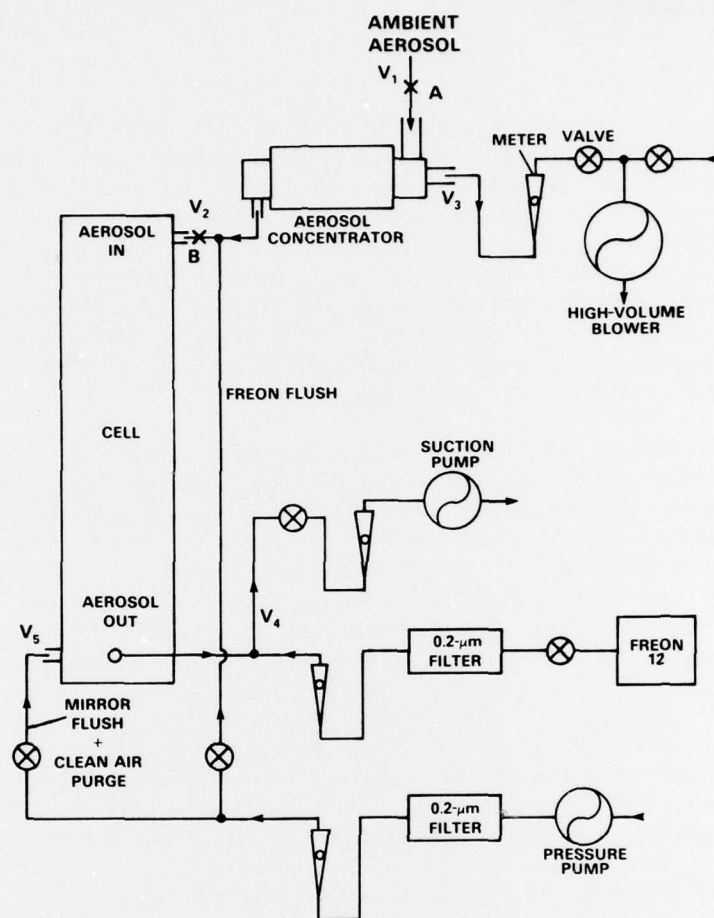 AMBIENT
AEROSOL
V1
A
METER
VALVE
V2
V3
AEROSOL
CONCENTRATOR
AEROSOL
IN
B
HIGH-VOLUME
BLOWER
FREON FLUSH
CELL
SUCTION
PUMP
AEROSOL
OUT
V4
V5
0.2-μm
FILTER
FREON
12
MIRROR
FLUSH
+
CLEAN AIR
PURGE
0.2-μm
FILTER
PRESSURE
PUMP